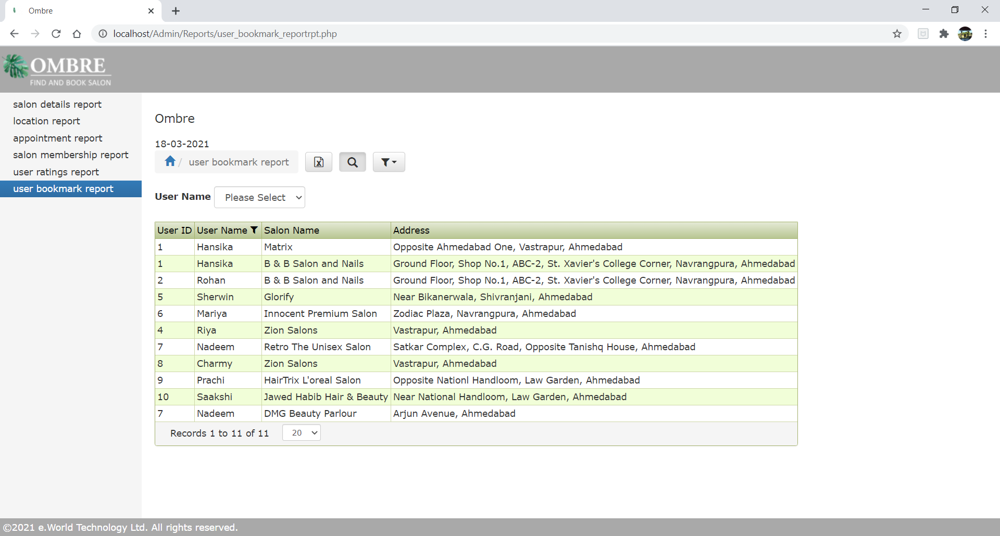 Ombre
localhost/Admin/Reports/user_bookmark_reportrpt.php
OMBRE
FIND AND BOOK SALON
salon details report
location report
appointment report
salon membership report
user ratings report
user bookmark report
Ombre
18-03-2021
/ user bookmark report
User Name Please Select
User ID User Name Salon Name Address
1 Hansika Matrix Opposite Ahmedabad One, Vastrapur, Ahmedabad
1 Hansika B & B Salon and Nails Ground Floor, Shop No.1, ABC-2, St. Xavier's College Corner, Navrangpura, Ahmedabad
2 Rohan B & B Salon and Nails Ground Floor, Shop No.1, ABC-2, St. Xavier's College Corner, Navrangpura, Ahmedabad
5 Sherwin Glorify Near Bikanerwala, Shivranjani, Ahmedabad
6 Mariya Innocent Premium Salon Zodiac Plaza, Navrangpura, Ahmedabad
4 Riya Zion Salons Vastrapur, Ahmedabad
7 Nadeem Retro The Unisex Salon Satkar Complex, C.G. Road, Opposite Tanishq House, Ahmedabad
8 Charmy Zion Salons Vastrapur, Ahmedabad
9 Prachi HairTrix L'oreal Salon Opposite Nationl Handloom, Law Garden, Ahmedabad
10 Saakshi Jawed Habib Hair & Beauty Near National Handloom, Law Garden, Ahmedabad
7 Nadeem DMG Beauty Parlour Arjun Avenue, Ahmedabad
Records 1 to 11 of 11 20
©2021 e.World Technology Ltd. All rights reserved.